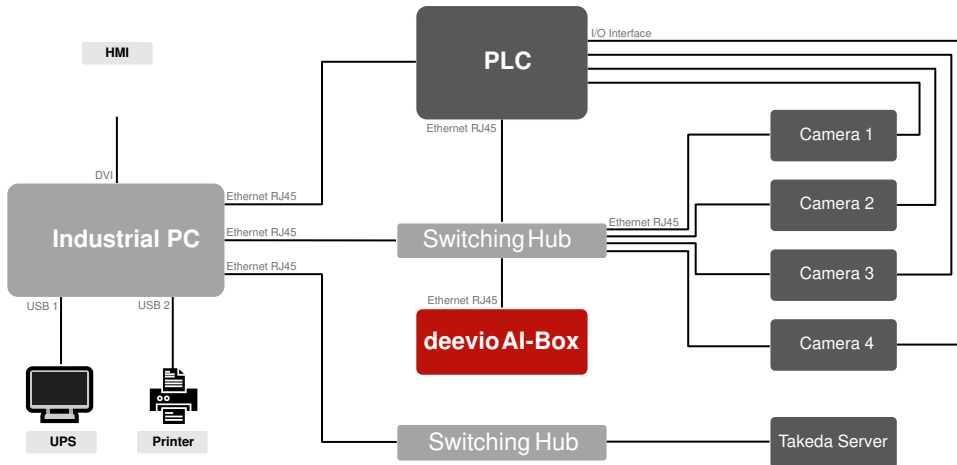 I/O Interface
HMI
PLC
Ethernet RJ45
Camera 1
DVI
Ethernet RJ45
Camera 2
Ethernet RJ45
Industrial PC
Ethernet RJ45
Switching Hub
Ethernet RJ45
Camera 3
USB 1
USB 2
Ethernet RJ45
deevio AI-Box
Camera 4
UPS
Printer
Switching Hub
Takeda Server